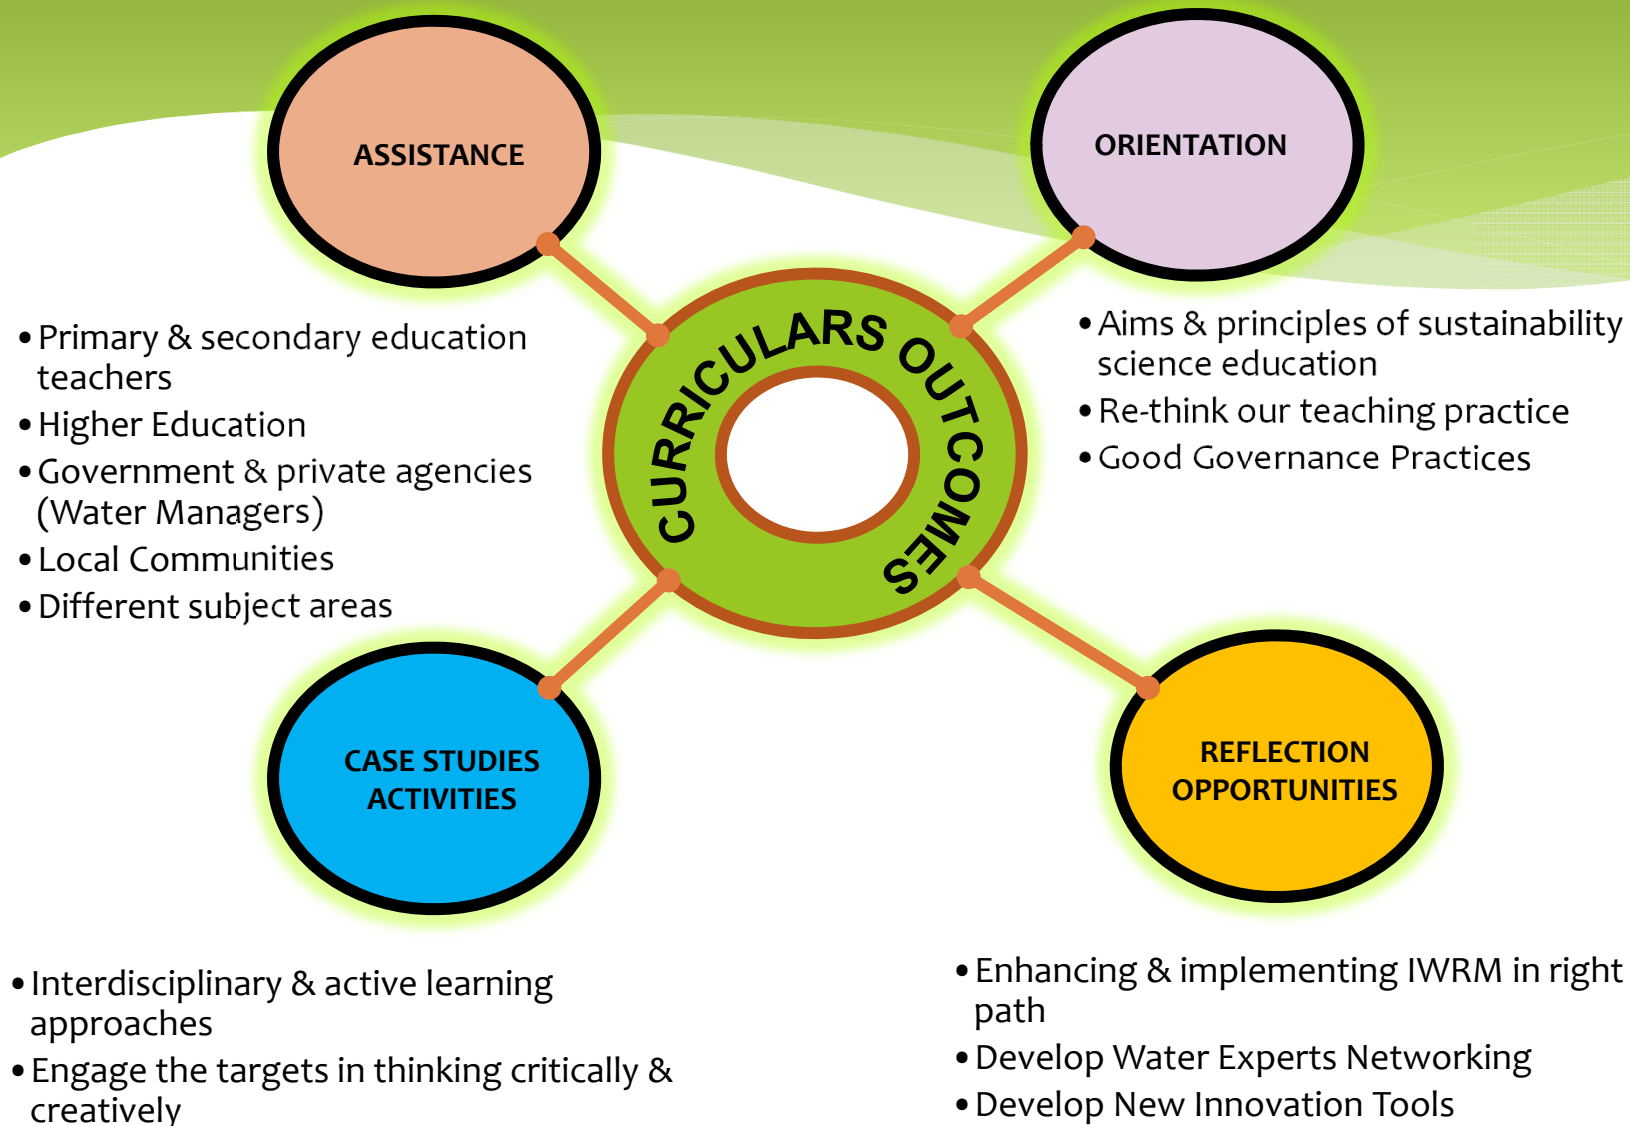 ASSISTANCE
ORIENTATION
CURRICULARS OUTCOMES
•Primary & secondary education
teachers
•Higher Education
•Government & private agencies
(Water Managers)
•Local Communities
•Different subject areas
•Aims & principles of sustainability
science education
•Re-think our teaching practice
•Good Governance Practices
CASE STUDIES
ACTIVITIES
REFLECTION
OPPORTUNITIES
•Interdisciplinary & active learning
approaches
•Engage the targets in thinking critically &
creatively
•Enhancing & implementing IWRM in right
path
•Develop Water Experts Networking
•Develop New Innovation Tools